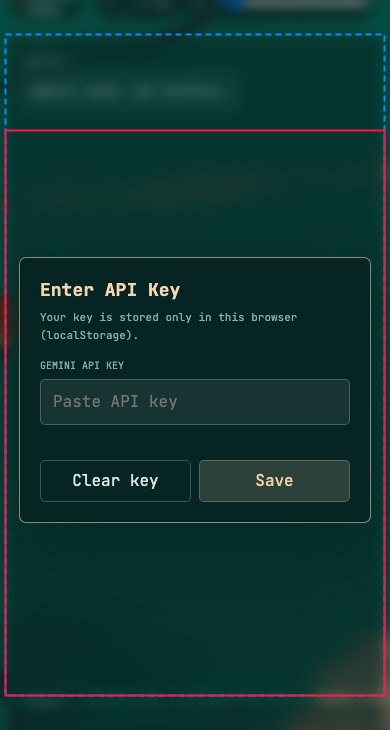 Enter API Key
Your key is stored only in this browser
(localStorage).
GEMINI API KEY
Paste API key
Clear key
Save